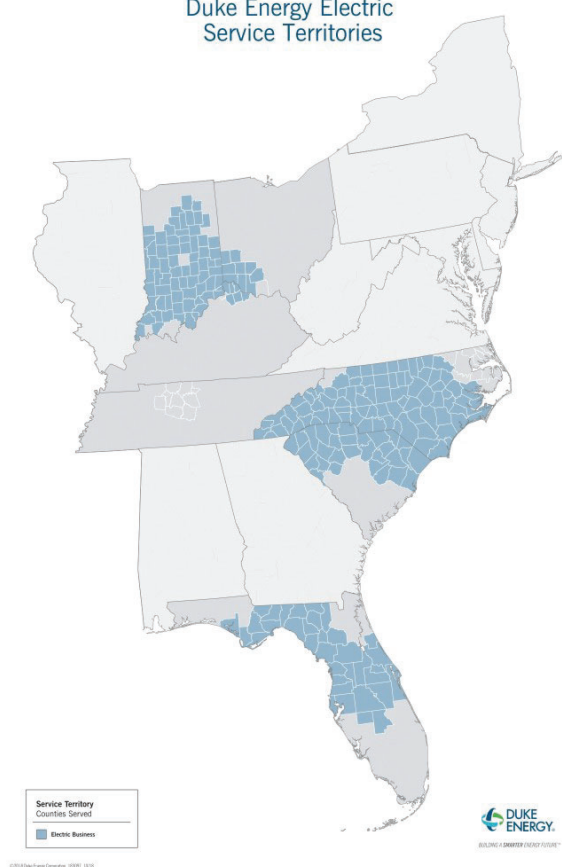 Duke Energy Electric
Service Territories
Service Territory
Counties Served
Electric Business
DUKE
ENERGY
BUILDING A SMARTER ENERGY FUTURE